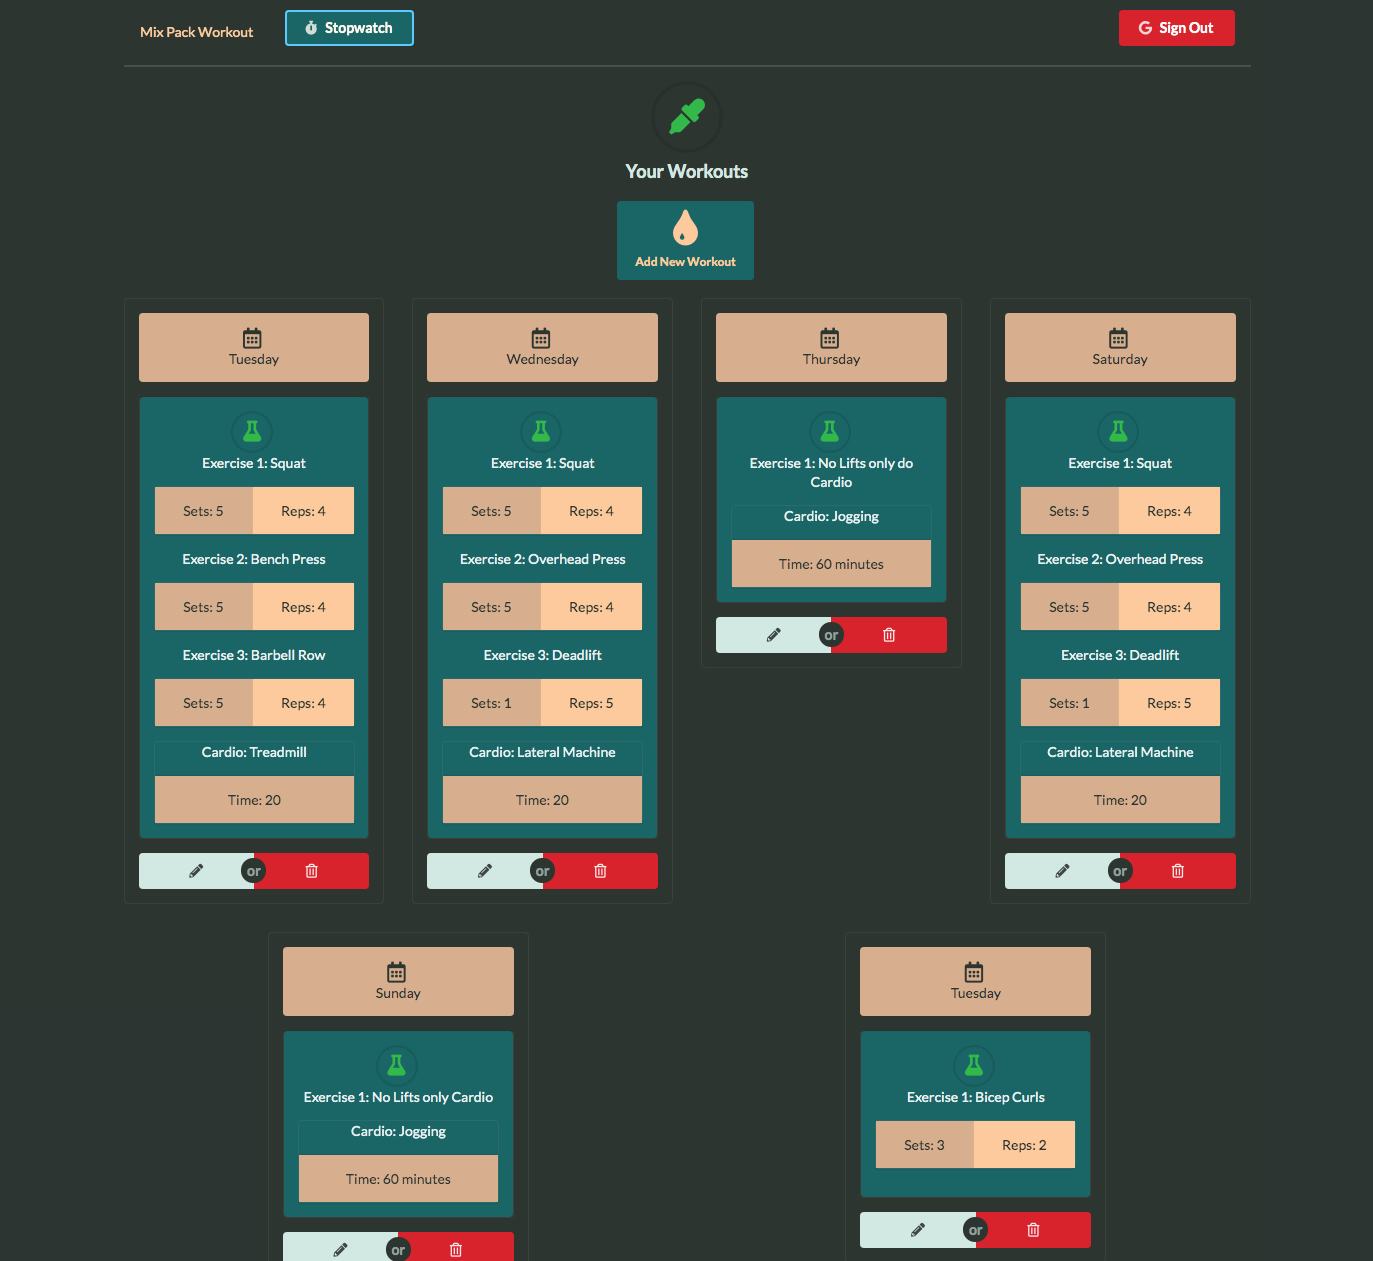 Mix Pack Workout
Stopwatch
Sign Out
Your Workouts
Add New Workout
Tuesday
Exercise 1: Squat
Sets: 5 Reps: 4
Exercise 2: Bench Press
Sets: 5 Reps: 4
Exercise 3: Barbell Row
Sets: 5 Reps: 4
Cardio: Treadmill
Time: 20
or
Wednesday
Exercise 1: Squat
Sets: 5 Reps: 4
Exercise 2: Overhead Press
Sets: 5 Reps: 4
Exercise 3: Deadlift
Sets: 1 Reps: 5
Cardio: Lateral Machine
Time: 20
or
Thursday
Exercise 1: No Lifts only do
Cardio
Cardio: Jogging
Time: 60 minutes
or
Saturday
Exercise 1: Squat
Sets: 5 Reps: 4
Exercise 2: Overhead Press
Sets: 5 Reps: 4
Exercise 3: Deadlift
Sets: 1 Reps: 5
Cardio: Lateral Machine
Time: 20
or
Sunday
Exercise 1: No Lifts only Cardio
Cardio: Jogging
Time: 60 minutes
or
Tuesday
Exercise 1: Bicep Curls
Sets: 3 Reps: 2
or